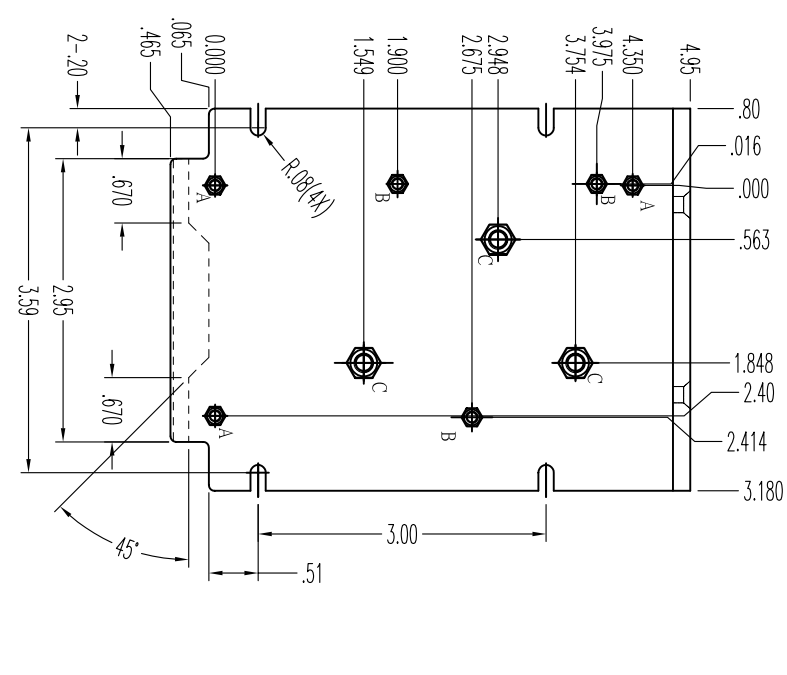 2-.20
.465
.065
0.000
1.549
1.900
2.675
2.948
3.754
3.975
4.350
4.95
.80
.016
.000
.563
1.848
2.40
2.414
3.180
R.08(4X)
A
B
B
A
C
C
C
A
B
.670
3.59
2.95
.670
45°
3.00
.51